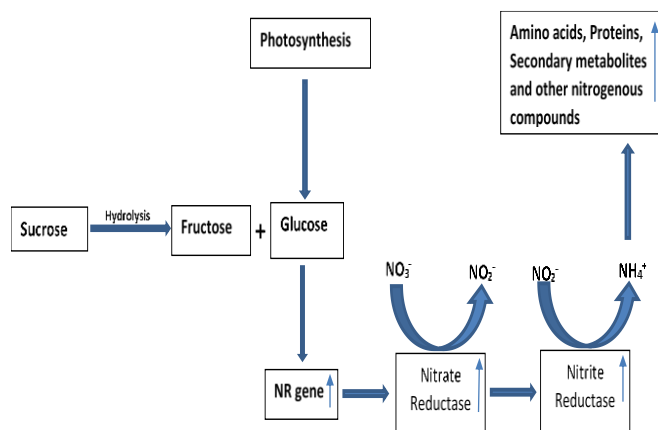 Photosynthesis
Amino acids, Proteins,
Secondary metabolites
and other nitrogenous
compounds
Sucrose
Hydrolysis
Fructose
+
Glucose
NO₃⁻
NO₂⁻
NO₂⁻
NH₄⁺
NR gene
Nitrate
Reductase
Nitrite
Reductase